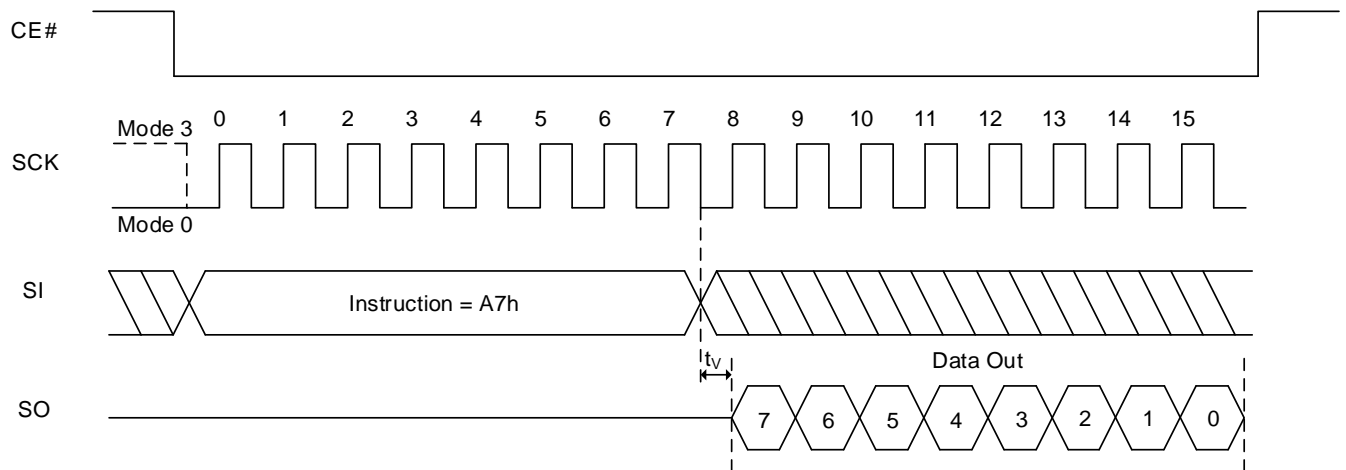 CE#
0 1 2 3 4 5 6 7 8 9 10 11 12 13 14 15
Mode 3
SCK
Mode 0
SI
Instruction = A7h
tV
Data Out
SO
7 6 5 4 3 2 1 0